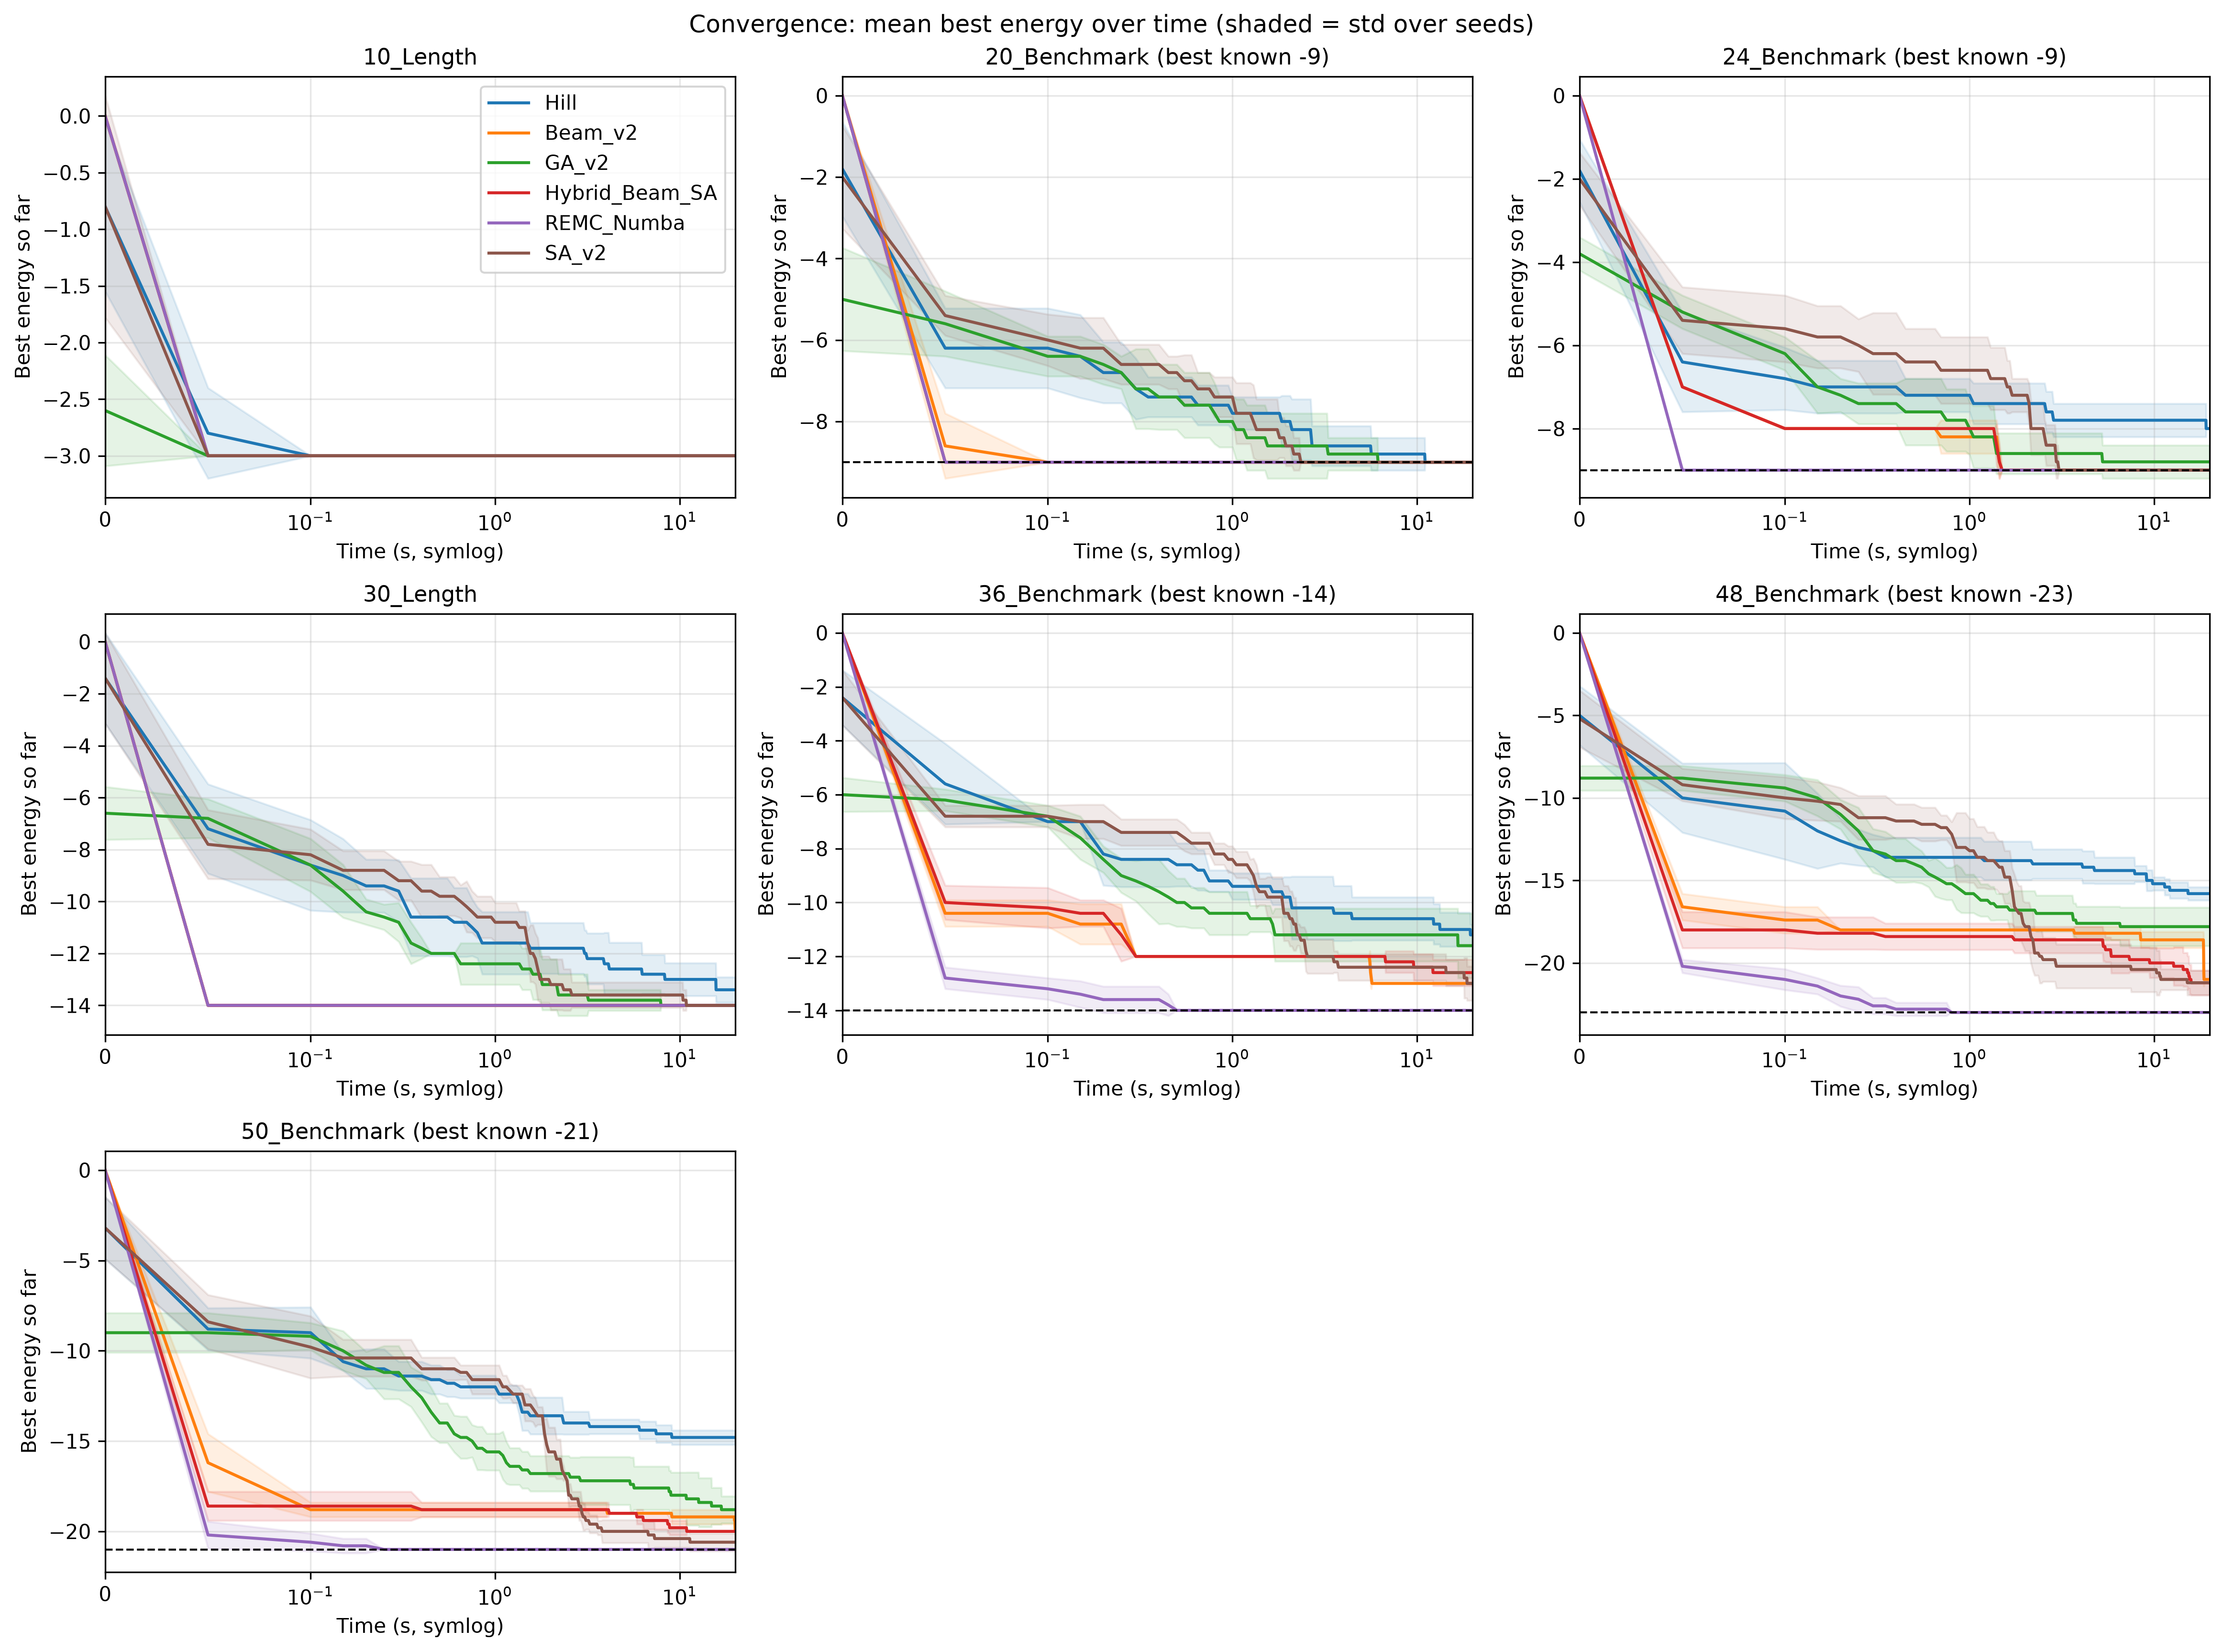 Convergence: mean best energy over time (shaded = std over seeds)
10_Length
0.0
−0.5
−1.0
−1.5
−2.0
−2.5
−3.0
Best energy so far
Hill
Beam_v2
GA_v2
Hybrid_Beam_SA
REMC_Numba
SA_v2
0
10⁻¹
10⁰
10¹
Time (s, symlog)
20_Benchmark (best known -9)
0
−2
−4
−6
−8
Best energy so far
0
10⁻¹
10⁰
10¹
Time (s, symlog)
24_Benchmark (best known -9)
0
−2
−4
−6
−8
Best energy so far
0
10⁻¹
10⁰
10¹
Time (s, symlog)
30_Length
0
−2
−4
−6
−8
−10
−12
−14
Best energy so far
0
10⁻¹
10⁰
10¹
Time (s, symlog)
36_Benchmark (best known -14)
0
−2
−4
−6
−8
−10
−12
−14
Best energy so far
0
10⁻¹
10⁰
10¹
Time (s, symlog)
48_Benchmark (best known -23)
0
−5
−10
−15
−20
Best energy so far
0
10⁻¹
10⁰
10¹
Time (s, symlog)
50_Benchmark (best known -21)
0
−5
−10
−15
−20
Best energy so far
0
10⁻¹
10⁰
10¹
Time (s, symlog)